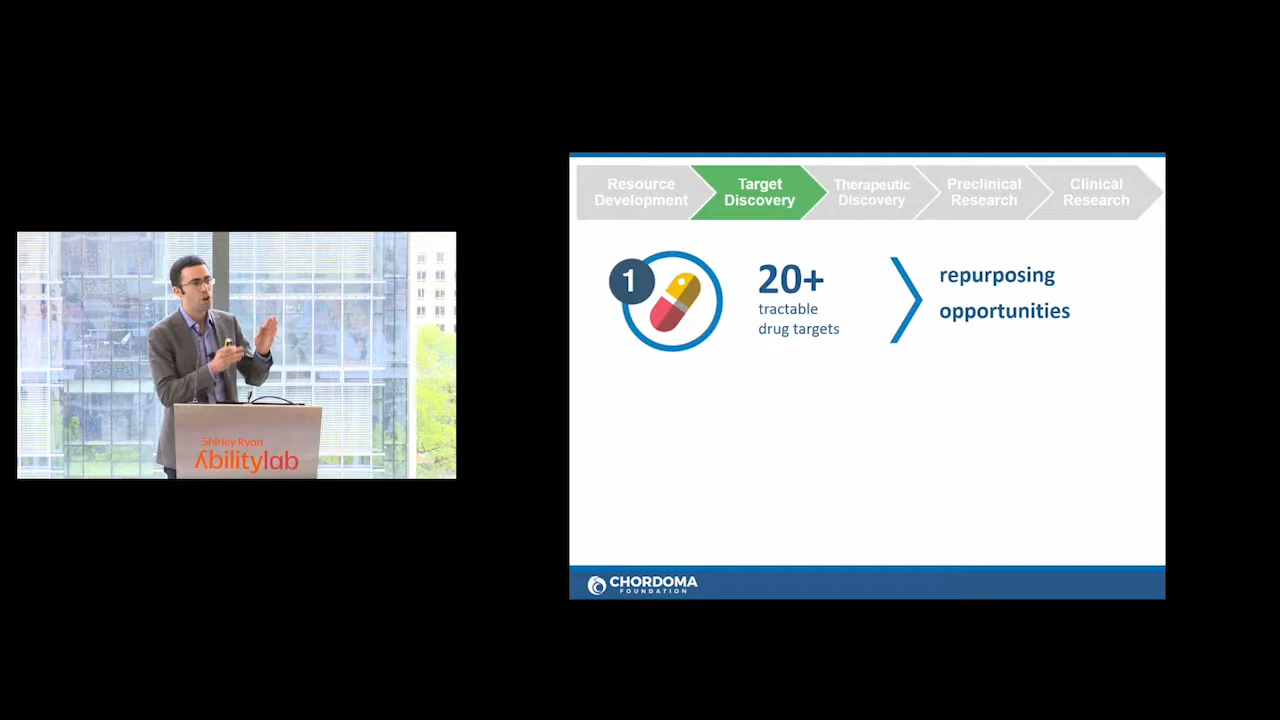 Shirley Ryan
Abilitylab
Resource
Development
Target
Discovery
Therapeutic
Discovery
Preclinical
Research
Clinical
Research
1
20+
tractable
drug targets
repurposing
opportunities
CHORDOMA
FOUNDATION